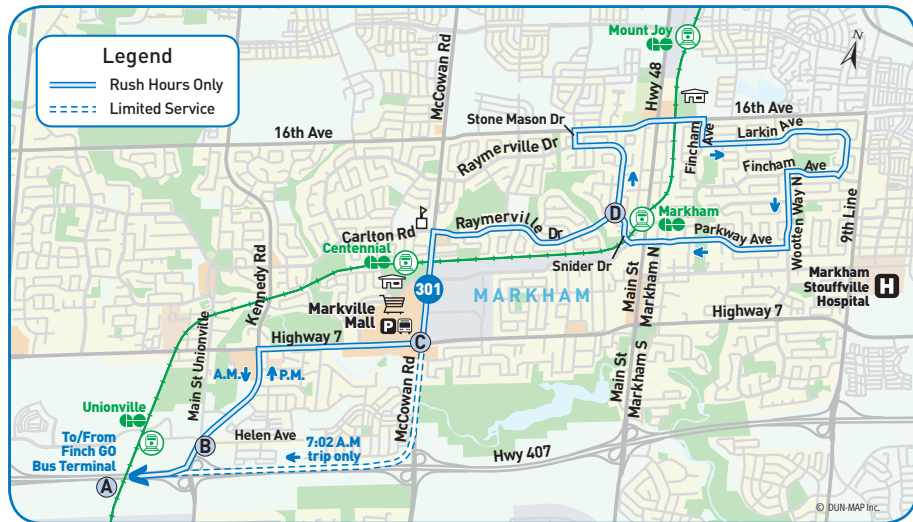 Legend
Rush Hours Only
Limited Service
Mount Joy
N
McCowan Rd
Hwy 48
16th Ave
Stone Mason Dr
16th Ave
Fincham
Ave
Larkin Ave
Raymerville Dr
Fincham Ave
Kennedy Rd
Carlton Rd
Raymerville Dr
D
Markham
Wootten Way N
9th Line
Parkway Ave
Centennial
Snider Dr
301
MARKHAM
Main St
Markham N
Markham
Stouffville
Hospital
H
Markville
Mall
P
Highway 7
Highway 7
C
Main St Unionville
A.M.
P.M.
McCowan Rd
Main St
Markham S
Unionville
To/From
Finch GO
Bus Terminal
B
Helen Ave
7:02 A.M
trip only
Hwy 407
A
© DUN-MAP Inc.